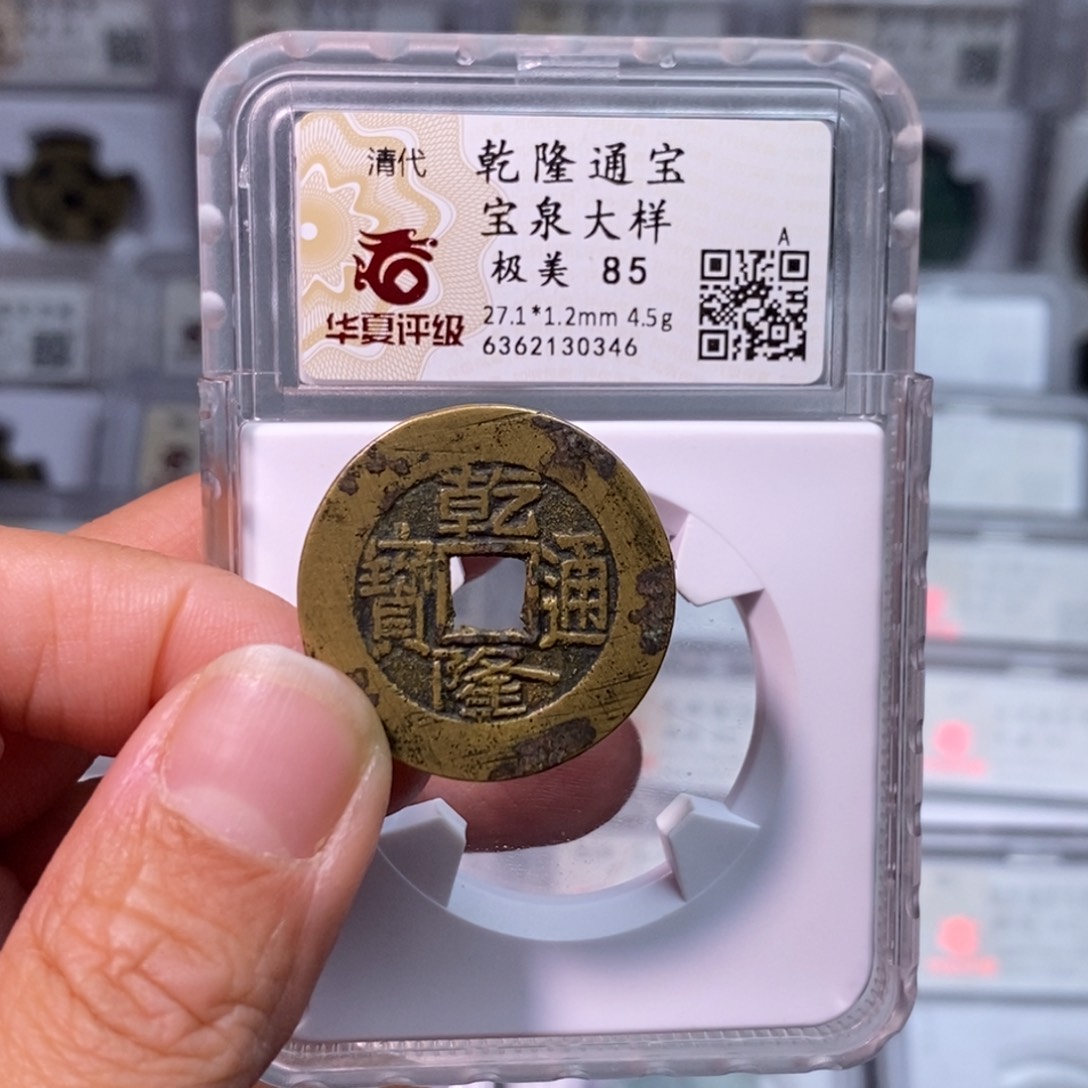 清代
乾隆通宝
宝泉大样
极美 85
27.1*1.2mm 4.5g
6362130346
A
华夏评级
乾
隆
通
寶